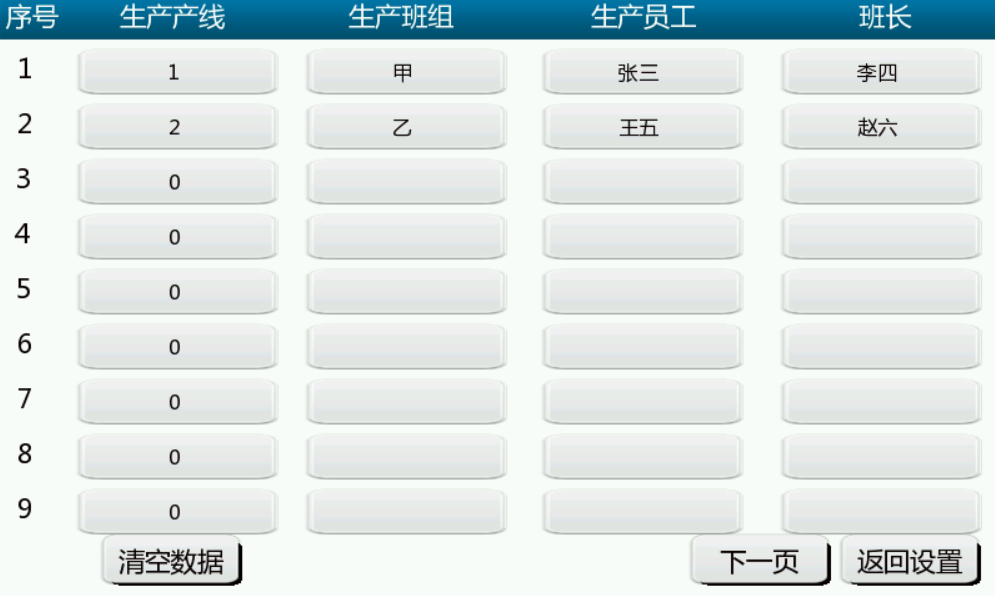 序号 生产产线 生产班组 生产员工 班长
1 1 甲 张三 李四
2 2 乙 王五 赵六
3 0
4 0
5 0
6 0
7 0
8 0
9 0
清空数据 下一页 返回设置